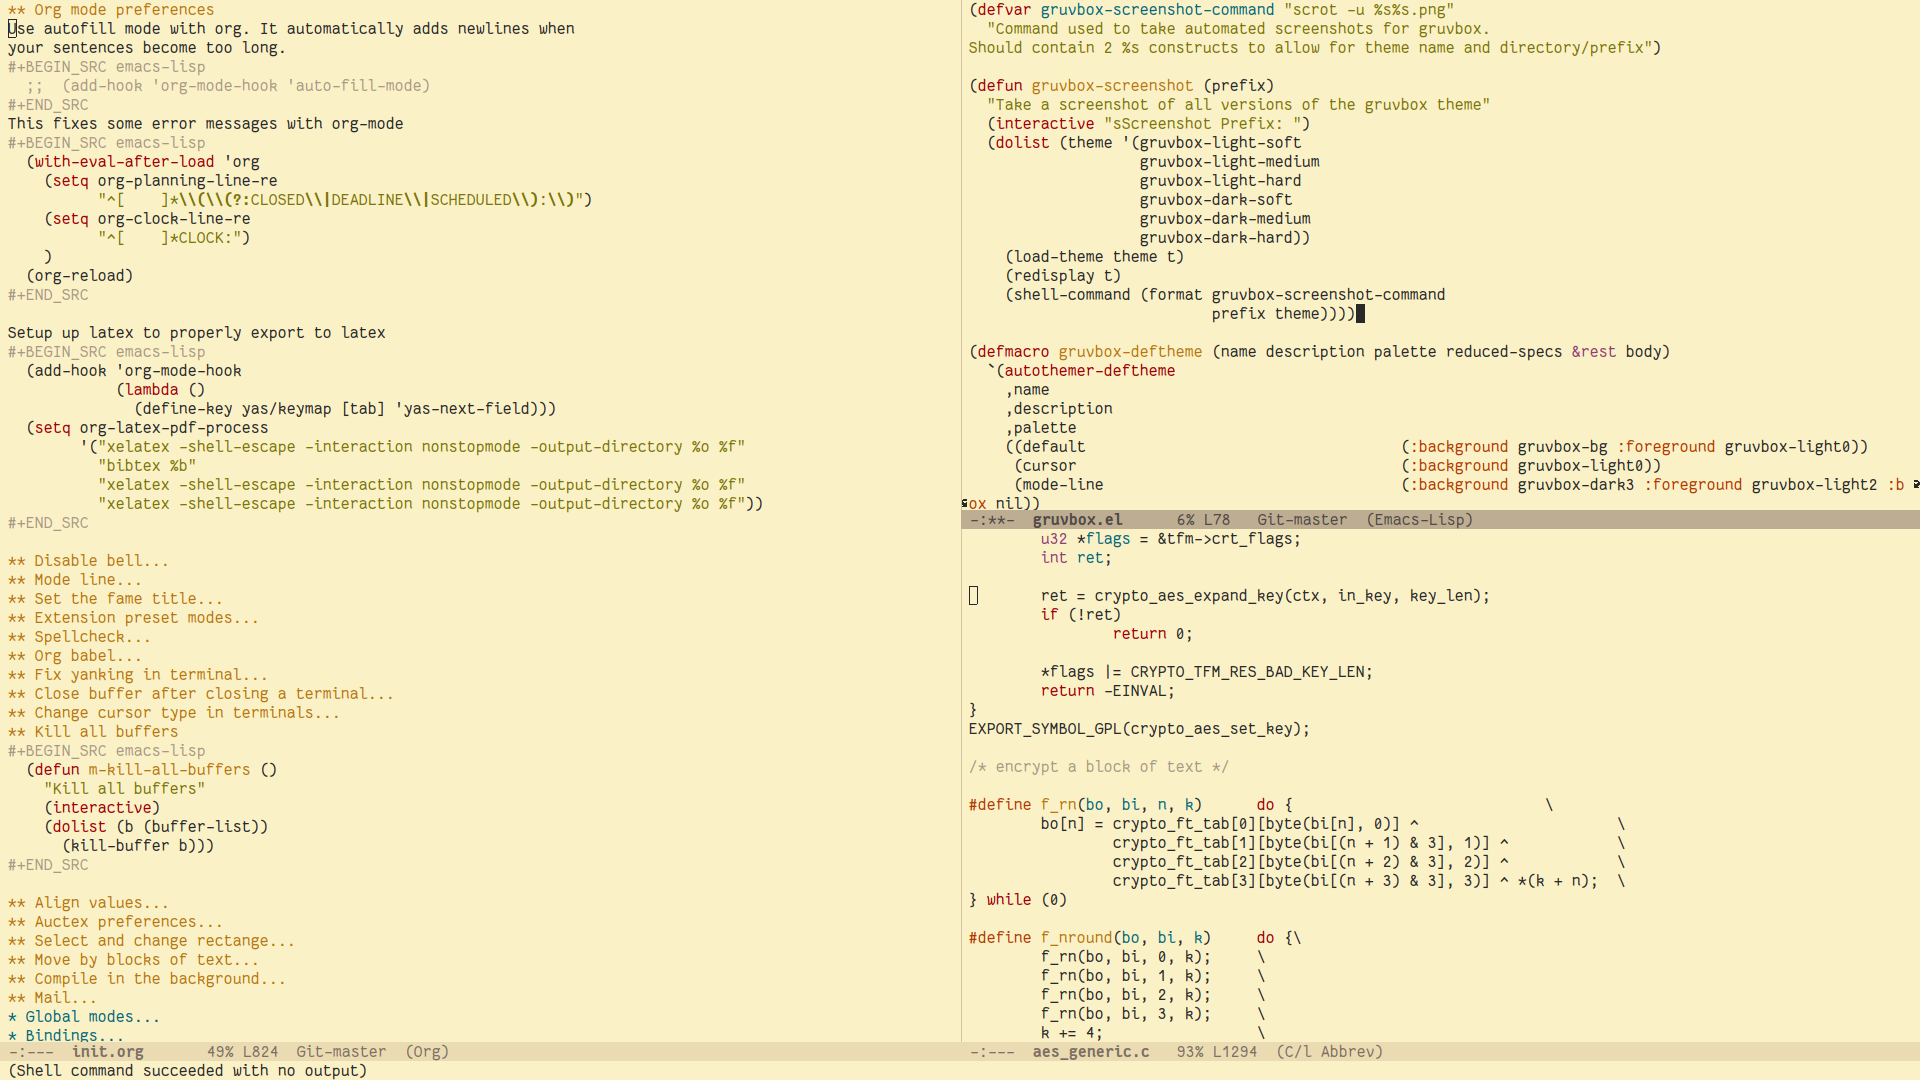 ** Org mode preferences
Use autofill mode with org. It automatically adds newlines when
your sentences become too long.
#+BEGIN_SRC emacs-lisp
  ;;  (add-hook 'org-mode-hook 'auto-fill-mode)
#+END_SRC
This fixes some error messages with org-mode
#+BEGIN_SRC emacs-lisp
  (with-eval-after-load 'org
    (setq org-planning-line-re
          "^[    ]*\\(\\(?:CLOSED\\|DEADLINE\\|SCHEDULED\\):\\)")
    (setq org-clock-line-re
          "^[    ]*CLOCK:")
    )
  (org-reload)
#+END_SRC

Setup up latex to properly export to latex
#+BEGIN_SRC emacs-lisp
  (add-hook 'org-mode-hook
            (lambda ()
              (define-key yas/keymap [tab] 'yas-next-field)))
  (setq org-latex-pdf-process
        '("xelatex -shell-escape -interaction nonstopmode -output-directory %o %f"
          "bibtex %b"
          "xelatex -shell-escape -interaction nonstopmode -output-directory %o %f"
          "xelatex -shell-escape -interaction nonstopmode -output-directory %o %f"))
#+END_SRC

** Disable bell...
** Mode line...
** Set the fame title...
** Extension preset modes...
** Spellcheck...
** Org babel...
** Fix yanking in terminal...
** Close buffer after closing a terminal...
** Change cursor type in terminals...
** Kill all buffers
#+BEGIN_SRC emacs-lisp
  (defun m-kill-all-buffers ()
    "Kill all buffers"
    (interactive)
    (dolist (b (buffer-list))
      (kill-buffer b)))
#+END_SRC

** Align values...
** Auctex preferences...
** Select and change rectange...
** Move by blocks of text...
** Compile in the background...
** Mail...
* Global modes...
* Bindings...
-:---  init.org       49% L824  Git-master  (Org)
(Shell command succeeded with no output)
(defvar gruvbox-screenshot-command "scrot -u %s%s.png"
  "Command used to take automated screenshots for gruvbox.
Should contain 2 %s constructs to allow for theme name and directory/prefix")

(defun gruvbox-screenshot (prefix)
  "Take a screenshot of all versions of the gruvbox theme"
  (interactive "sScreenshot Prefix: ")
  (dolist (theme '(gruvbox-light-soft
                   gruvbox-light-medium
                   gruvbox-light-hard
                   gruvbox-dark-soft
                   gruvbox-dark-medium
                   gruvbox-dark-hard))
    (load-theme theme t)
    (redisplay t)
    (shell-command (format gruvbox-screenshot-command
                           prefix theme))))

(defmacro gruvbox-deftheme (name description palette reduced-specs &rest body)
  `(autothemer-deftheme
    ,name
    ,description
    ,palette
    ((default                                   (:background gruvbox-bg :foreground gruvbox-light0))
     (cursor                                    (:background gruvbox-light0))
     (mode-line                                 (:background gruvbox-dark3 :foreground gruvbox-light2 :b
ox nil))
-:**-  gruvbox.el      6% L78   Git-master  (Emacs-Lisp)
        u32 *flags = &tfm->crt_flags;
        int ret;

        ret = crypto_aes_expand_key(ctx, in_key, key_len);
        if (!ret)
                return 0;

        *flags |= CRYPTO_TFM_RES_BAD_KEY_LEN;
        return -EINVAL;
}
EXPORT_SYMBOL_GPL(crypto_aes_set_key);

/* encrypt a block of text */

#define f_rn(bo, bi, n, k)      do {                            \
        bo[n] = crypto_ft_tab[0][byte(bi[n], 0)] ^                      \
                crypto_ft_tab[1][byte(bi[(n + 1) & 3], 1)] ^            \
                crypto_ft_tab[2][byte(bi[(n + 2) & 3], 2)] ^            \
                crypto_ft_tab[3][byte(bi[(n + 3) & 3], 3)] ^ *(k + n);  \
} while (0)

#define f_nround(bo, bi, k)     do {\
        f_rn(bo, bi, 0, k);     \
        f_rn(bo, bi, 1, k);     \
        f_rn(bo, bi, 2, k);     \
        f_rn(bo, bi, 3, k);     \
        k += 4;                 \
-:---  aes_generic.c   93% L1294  (C/l Abbrev)